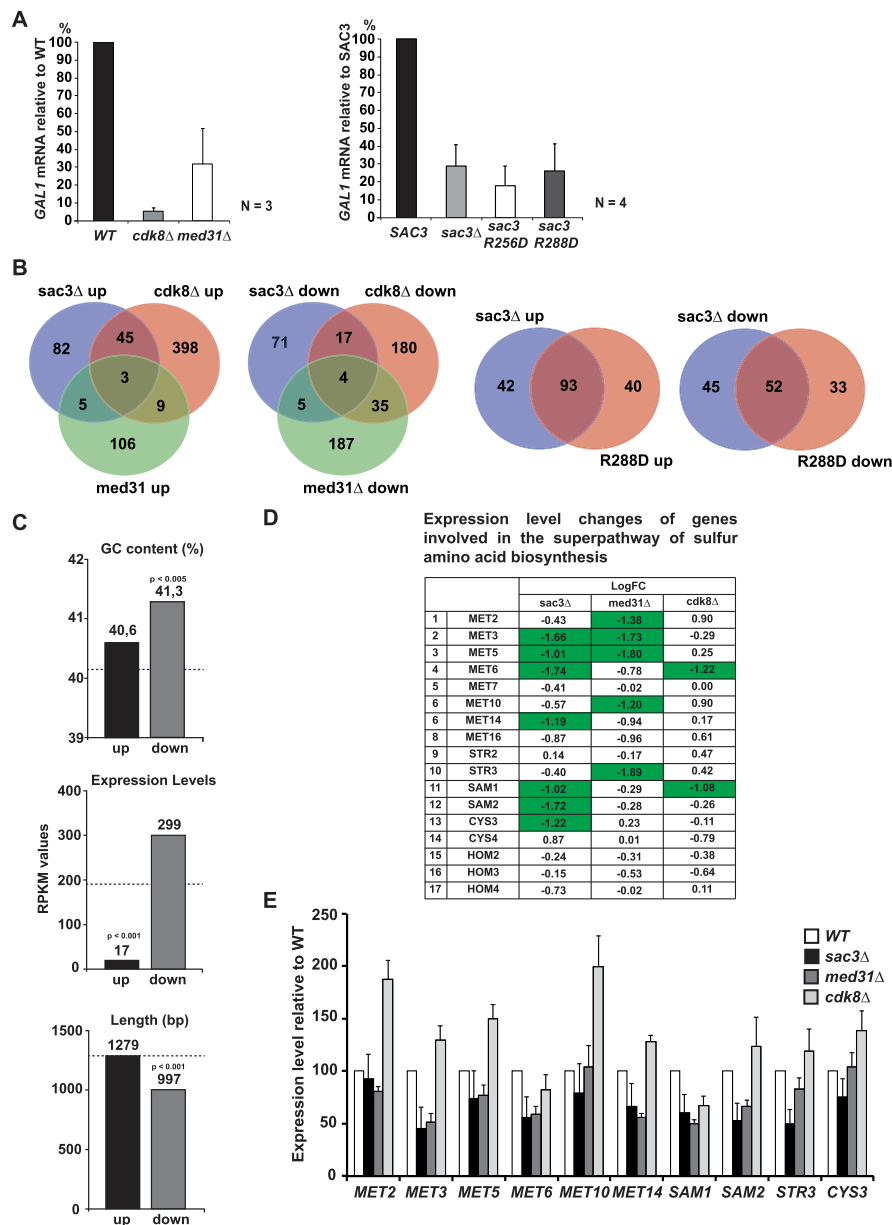 A
%
GAL1 mRNA relative to WT
100
90
80
70
60
50
40
30
20
10
0
WT cdk8Δ med31Δ
N = 3
%
GAL1 mRNA relative to SAC3
100
90
80
70
60
50
40
30
20
10
0
SAC3 sac3Δ sac3 sac3
R256D R288D
N = 4
B
sac3Δ up cdk8Δ up
82 45 398
3
5 9
106
med31 up
sac3Δ down cdk8Δ down
71 17 180
4
5 35
187
med31Δ down
sac3Δ up
42 93 40
R288D up
sac3Δ down
45 52 33
R288D down
C
GC content (%)
42
41
40
39
40,6
p < 0.005
41,3
up down
Expression Levels
RPKM values
400
300
200
100
0
p < 0.001
17
299
up down
Length (bp)
1500
1000
500
0
1279
p < 0.001
997
up down
D
Expression level changes of genes
involved in the superpathway of sulfur
amino acid biosynthesis
LogFC
sac3Δ med31Δ cdk8Δ
1 MET2 -0.43 -1.38 0.90
2 MET3 -1.66 -1.73 -0.29
3 MET5 -1.01 -1.80 0.25
4 MET6 -1.74 -0.78 -1.22
5 MET7 -0.41 -0.02 0.00
6 MET10 -0.57 -1.20 0.90
6 MET14 -1.19 -0.94 0.17
8 MET16 -0.87 -0.96 0.61
9 STR2 0.14 -0.17 0.47
10 STR3 -0.40 -1.89 0.42
11 SAM1 -1.02 -0.29 -1.08
12 SAM2 -1.72 -0.28 -0.26
13 CYS3 -1.22 0.23 -0.11
14 CYS4 0.87 0.01 -0.79
15 HOM2 -0.24 -0.31 -0.38
16 HOM3 -0.15 -0.53 -0.64
17 HOM4 -0.73 -0.02 0.11
E
Expression level relative to WT
250
200
150
100
50
0
WT
sac3Δ
med31Δ
cdk8Δ
MET2 MET3 MET5 MET6 MET10 MET14 SAM1 SAM2 STR3 CYS3